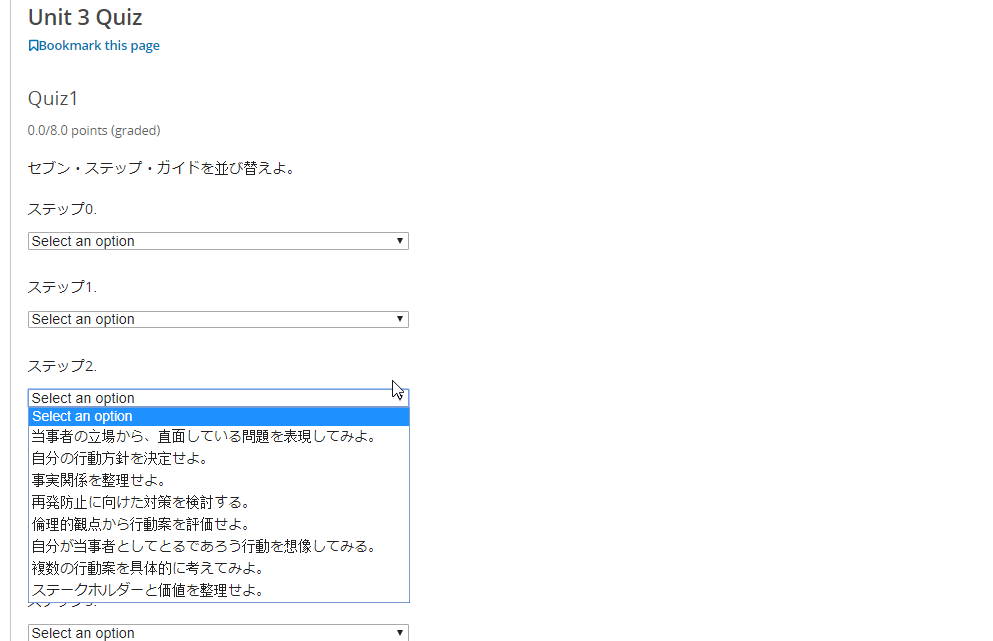 Unit 3 Quiz
Bookmark this page
Quiz1
0.0/8.0 points (graded)
セブン・ステップ・ガイドを並び替えよ。
ステップ0.
Select an option
ステップ1.
Select an option
ステップ2.
Select an option
Select an option
当事者の立場から、直面している問題を表現してみよ。
自分の行動方針を決定せよ。
事実関係を整理せよ。
再発防止に向けた対策を検討する。
倫理的観点から行動案を評価せよ。
自分が当事者としてとるであろう行動を想像してみる。
複数の行動案を具体的に考えてみよ。
ステークホルダーと価値を整理せよ。
Select an option